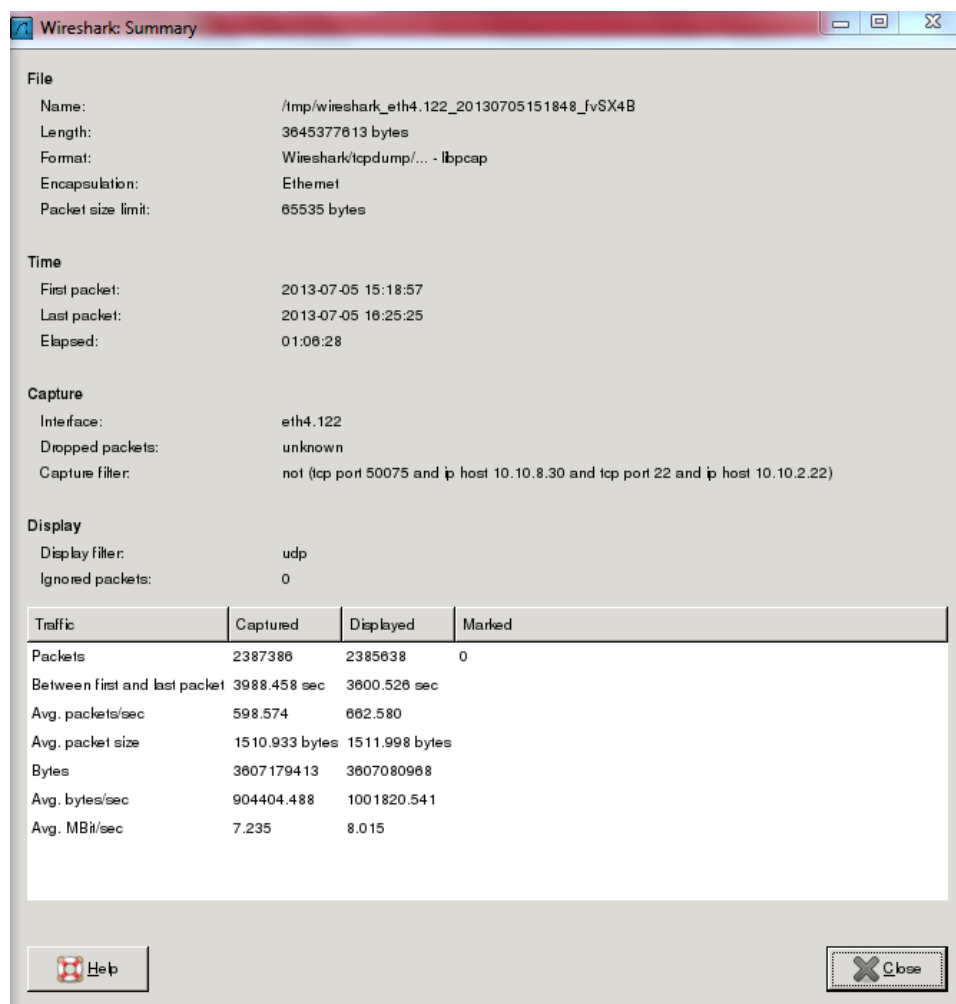 Wireshark: Summary
File
Name: /tmp/wireshark_eth4.122_20130705151848_fvSX4B
Length: 3645377613 bytes
Format: Wireshark/tcpdump/... - libpcap
Encapsulation: Ethernet
Packet size limit: 65535 bytes
Time
First packet: 2013-07-05 15:18:57
Last packet: 2013-07-05 16:25:25
Elapsed: 01:06:28
Capture
Interface: eth4.122
Dropped packets: unknown
Capture filter: not (tcp port 50075 and ip host 10.10.8.30 and tcp port 22 and ip host 10.10.2.22)
Display
Display filter: udp
Ignored packets: 0
Traffic Captured Displayed Marked
Packets 2387386 2385638 0
Between first and last packet 3988.458 sec 3600.526 sec
Avg. packets/sec 598.574 662.580
Avg. packet size 1510.933 bytes 1511.998 bytes
Bytes 3607179413 3607080968
Avg. bytes/sec 904404.488 1001820.541
Avg. MBit/sec 7.235 8.015
Help Close